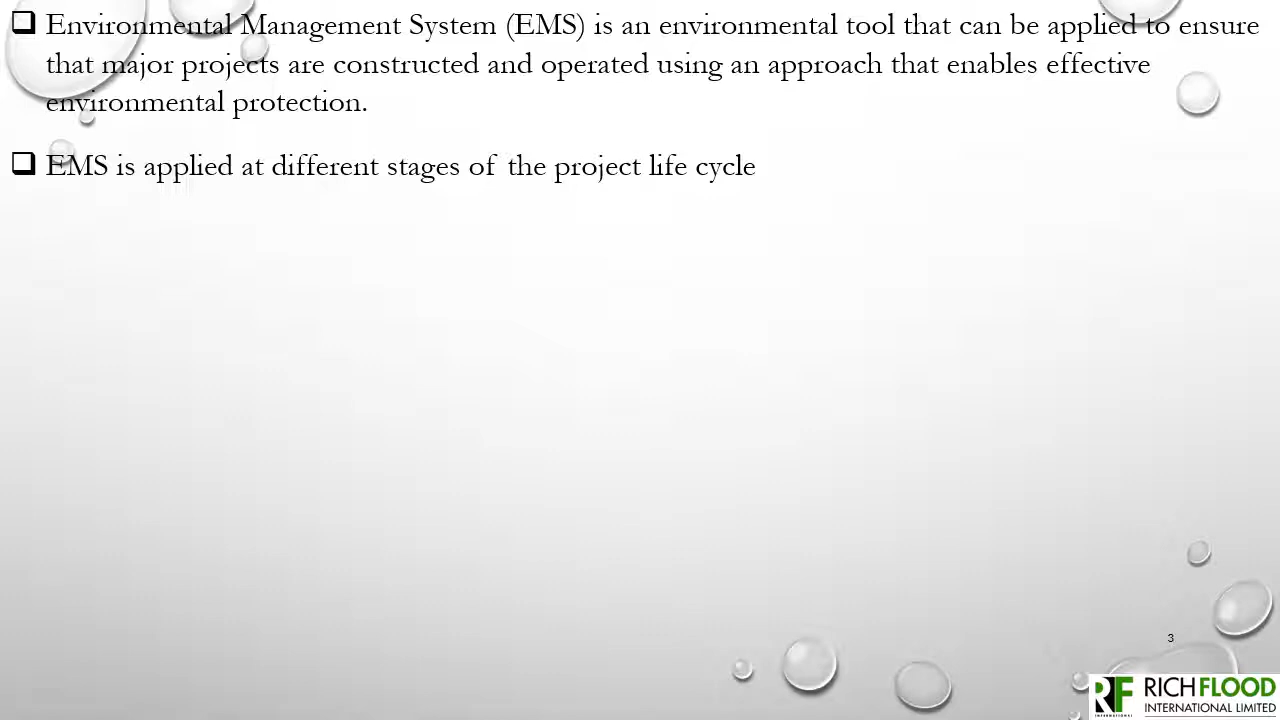 ❑ Environmental Management System (EMS) is an environmental tool that can be applied to ensure
that major projects are constructed and operated using an approach that enables effective
environmental protection.
❑ EMS is applied at different stages of the project life cycle
3
RF
INTERNATIONAL
RICHFLOOD
INTERNATIONAL LIMITED